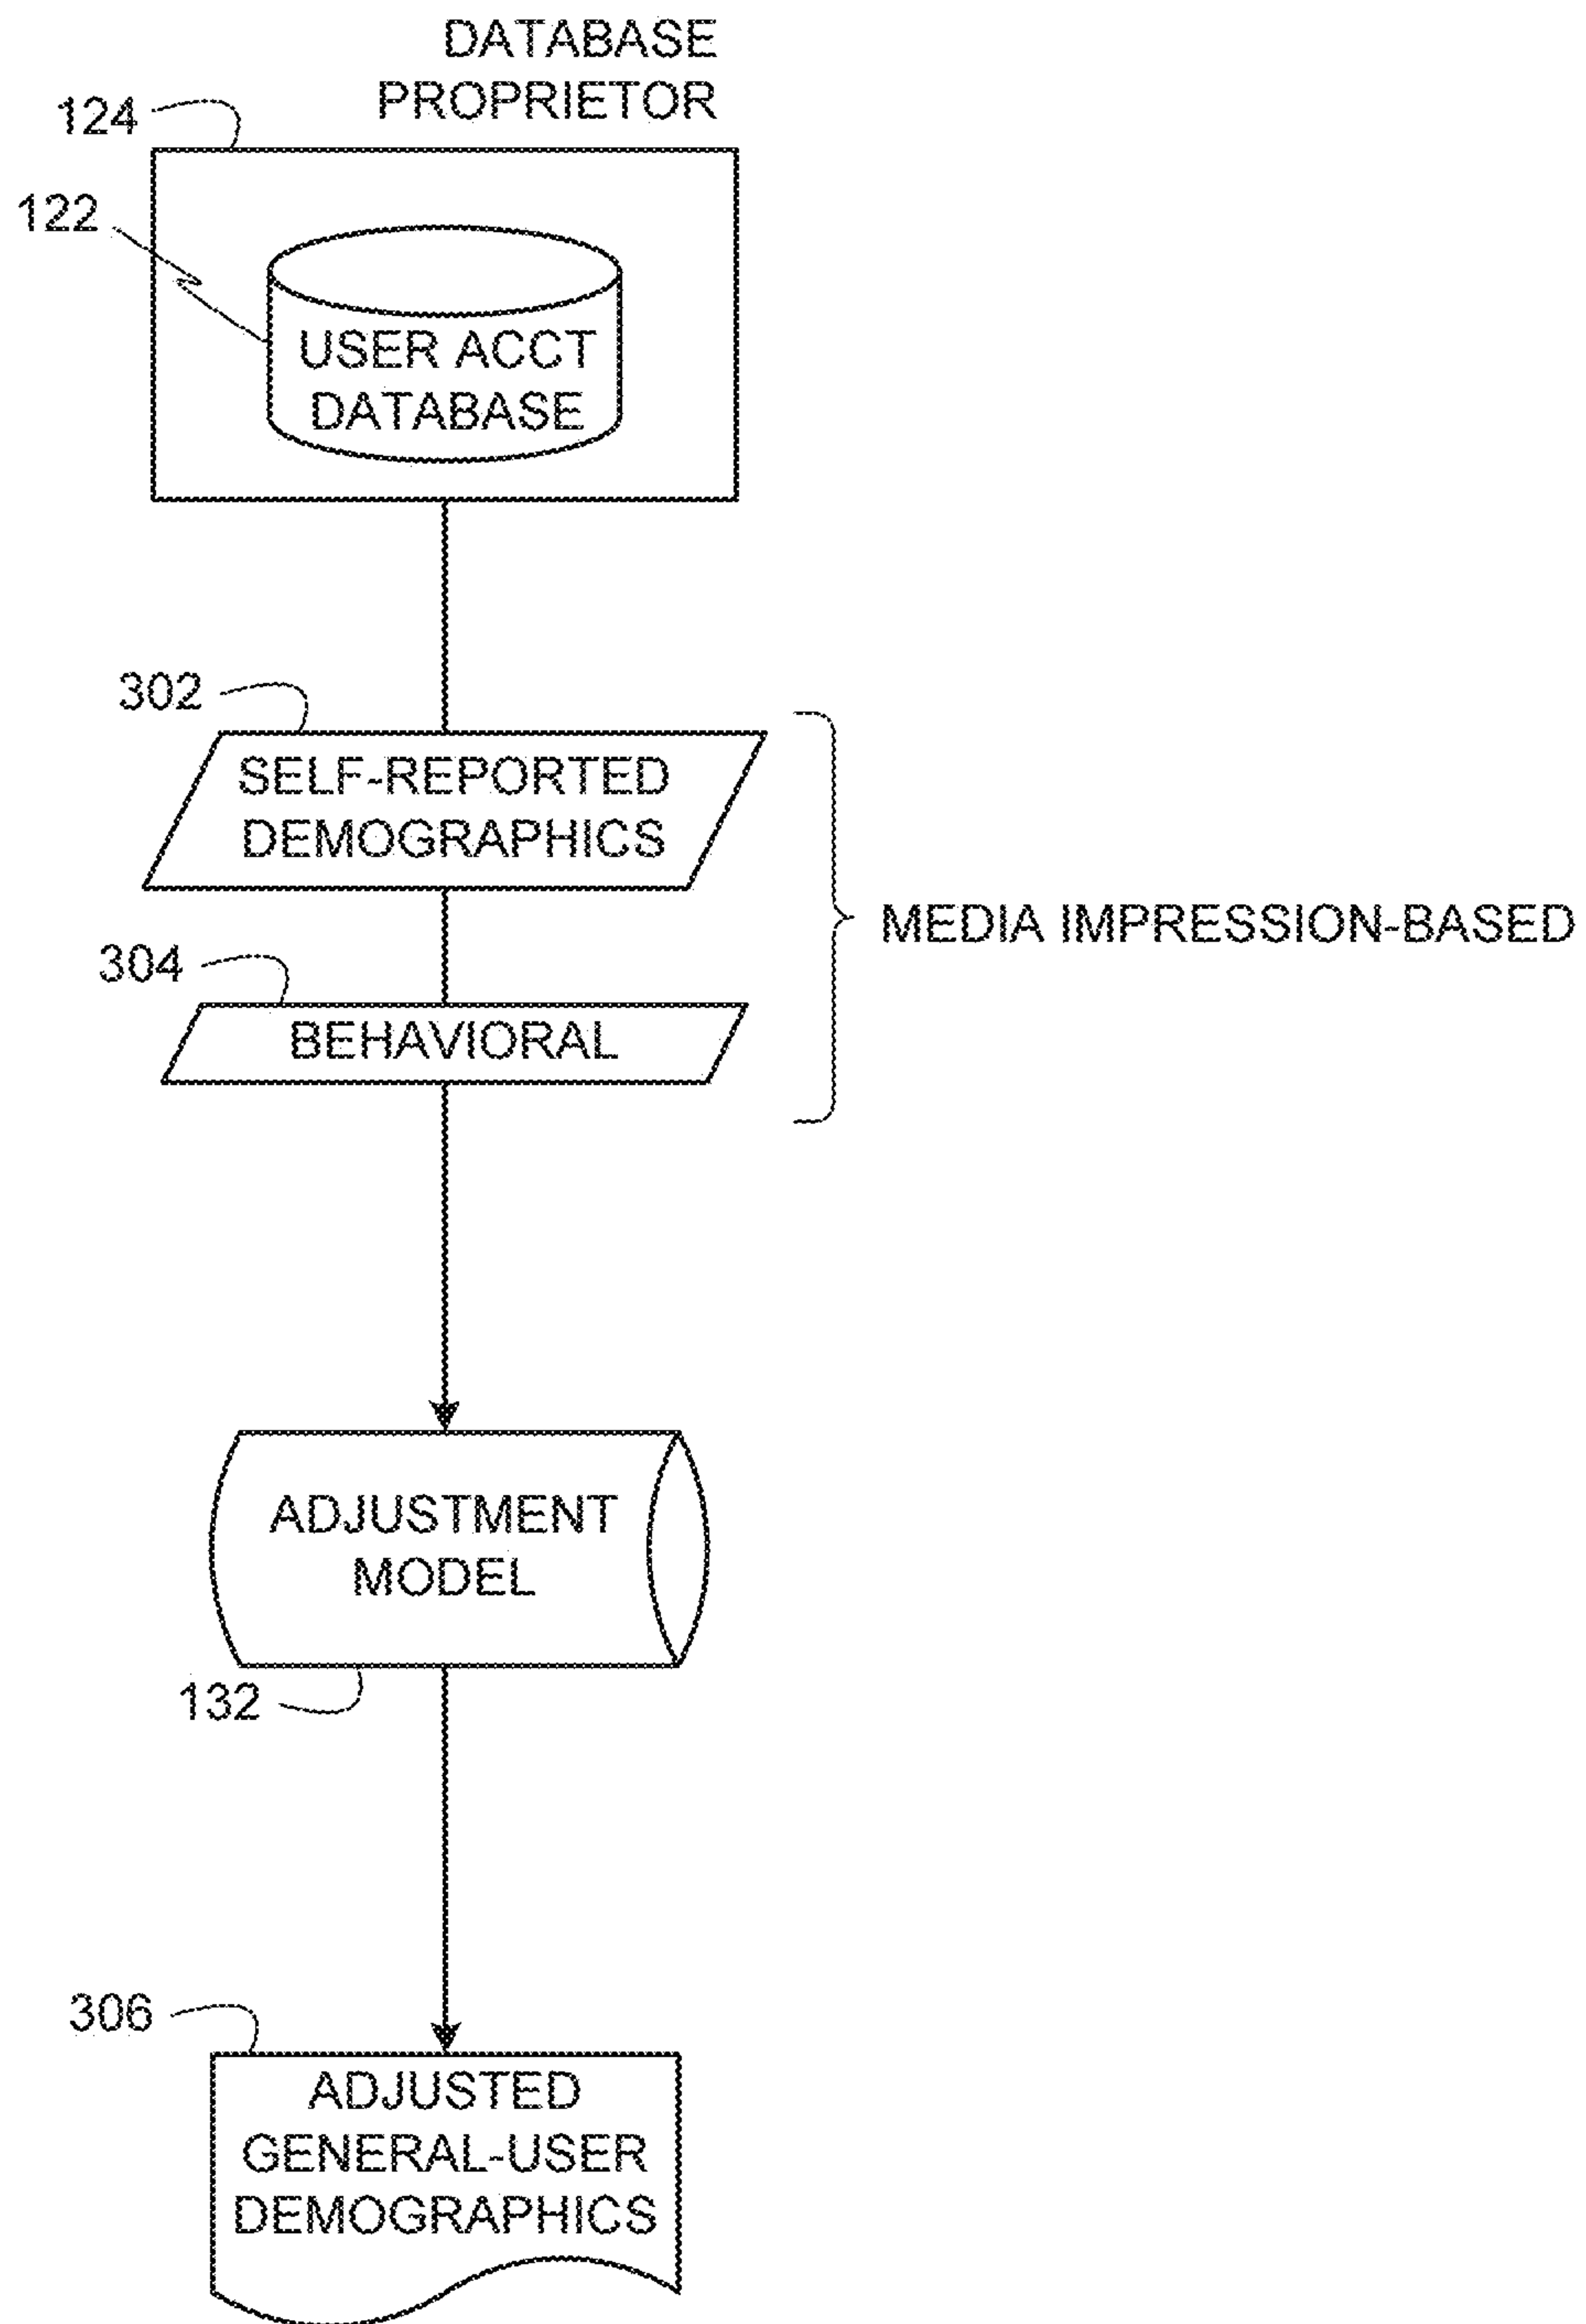 DATABASE
PROPRIETOR
124
122
USER ACCT
DATABASE
302
SELF-REPORTED
DEMOGRAPHICS
MEDIA IMPRESSION-BASED
304
BEHAVIORAL
ADJUSTMENT
MODEL
132
306
ADJUSTED
GENERAL-USER
DEMOGRAPHICS